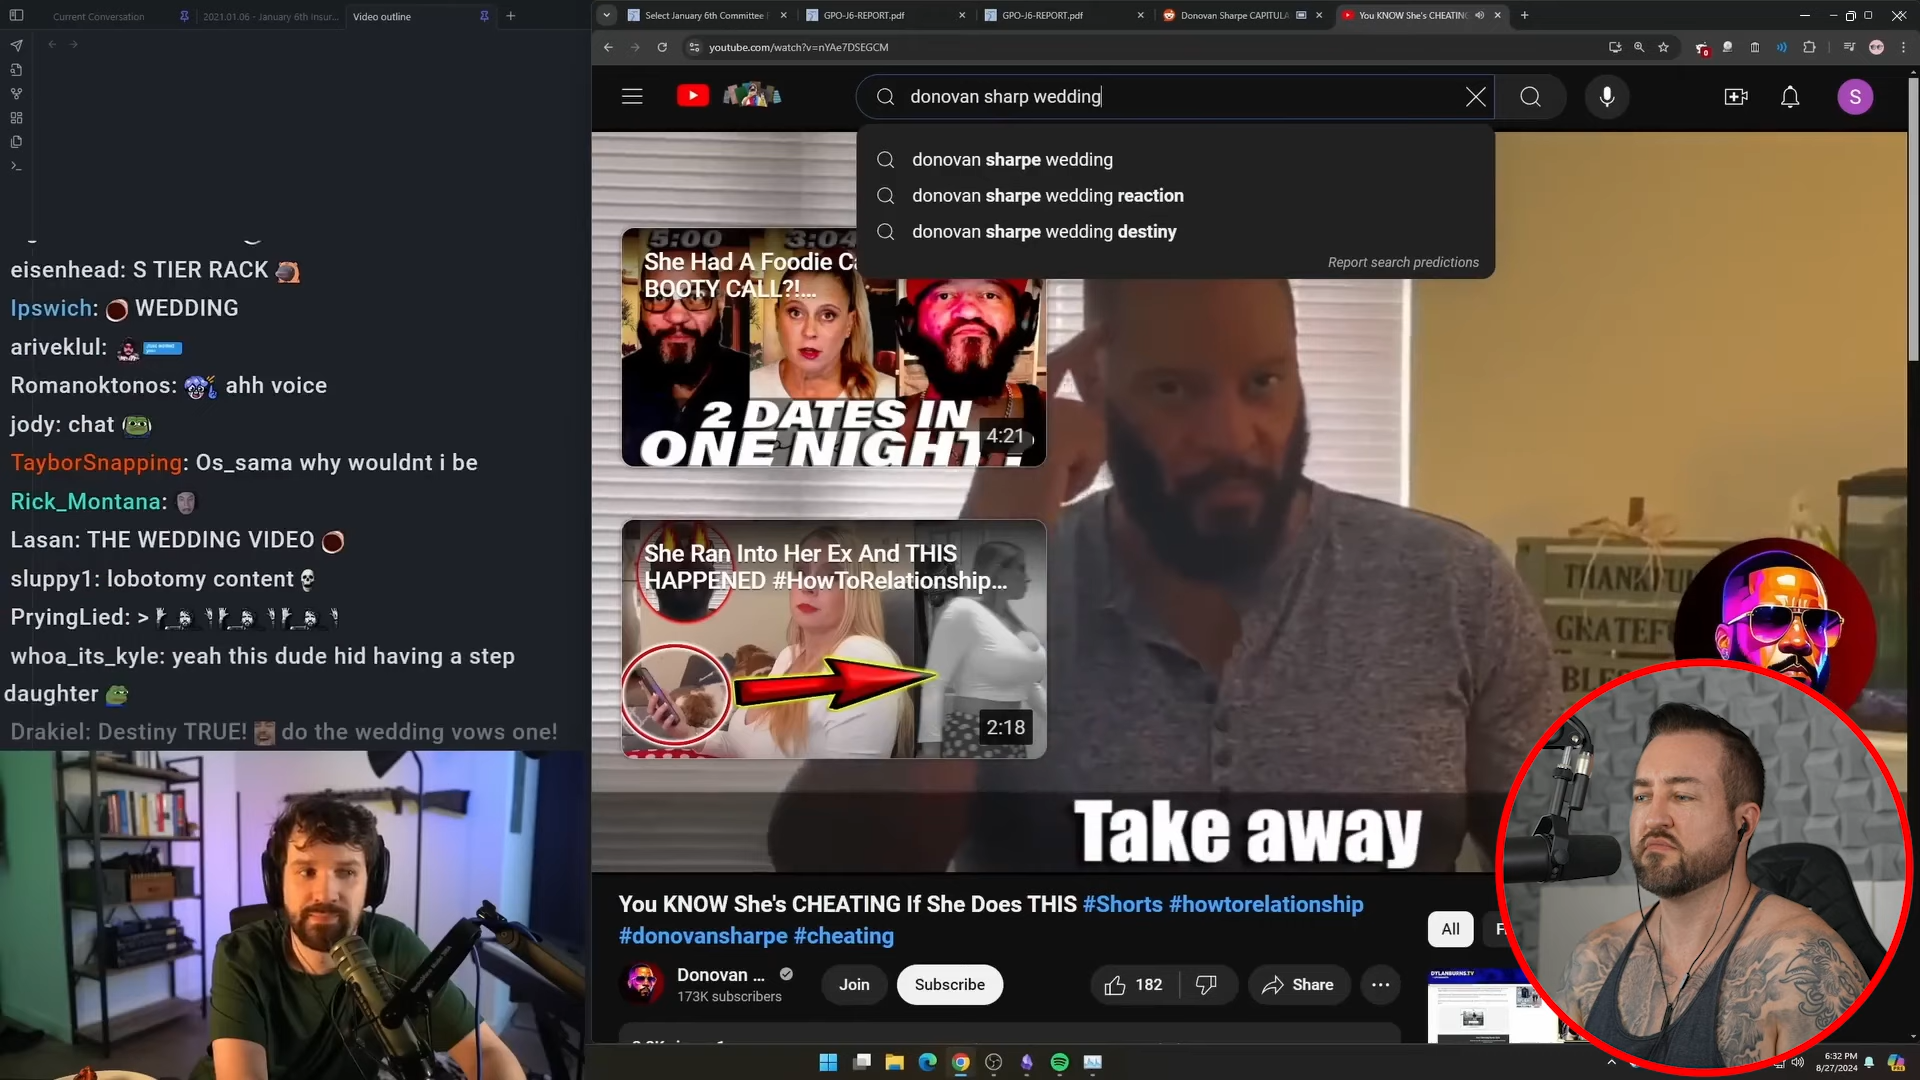 Current Conversation
2021.01.06 - January 6th Insur...
Video outline
Select January 6th Committee F
GPO-J6-REPORT.pdf
GPO-J6-REPORT.pdf
Donovan Sharpe CAPITULA
You KNOW She's CHEATING
youtube.com/watch?v=nYAe7DSEGCM
donovan sharp wedding
S
donovan sharpe wedding
donovan sharpe wedding reaction
donovan sharpe wedding destiny
Report search predictions
eisenhead: S TIER RACK
Ipswich: WEDDING
ariveklul:
Romanoktonos: ahh voice
jody: chat
TayborSnapping: Os_sama why wouldnt i be
Rick_Montana:
Lasan: THE WEDDING VIDEO
sluppy1: lobotomy content
PryingLied: >
whoa_its_kyle: yeah this dude hid having a step
daughter
Drakiel: Destiny TRUE! do the wedding vows one!
5:00
3:04
She Had A Foodie Ca
BOOTY CALL?!...
2 DATES IN
ONE NIGHT
4:21
She Ran Into Her Ex And THIS
HAPPENED #HowToRelationship...
2:18
THANKFUL
GRATEF
BLES
Take away
You KNOW She's CHEATING If She Does THIS #Shorts #howtorelationship
#donovansharpe #cheating
Donovan ...
173K subscribers
Join
Subscribe
182
Share
All
DYLANBURNS.TV
6:32 PM
8/27/2024